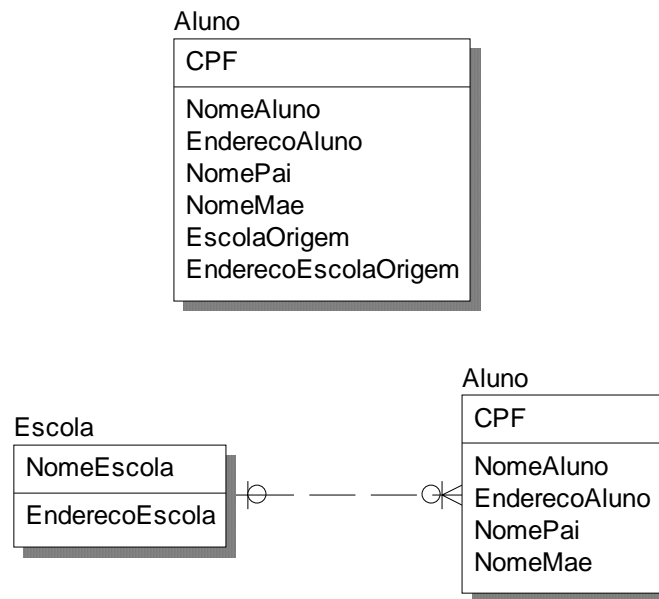 Aluno
CPF
NomeAluno
EnderecoAluno
NomePai
NomeMae
EscolaOrigem
EnderecoEscolaOrigem
Escola
NomeEscola
EnderecoEscola
Aluno
CPF
NomeAluno
EnderecoAluno
NomePai
NomeMae